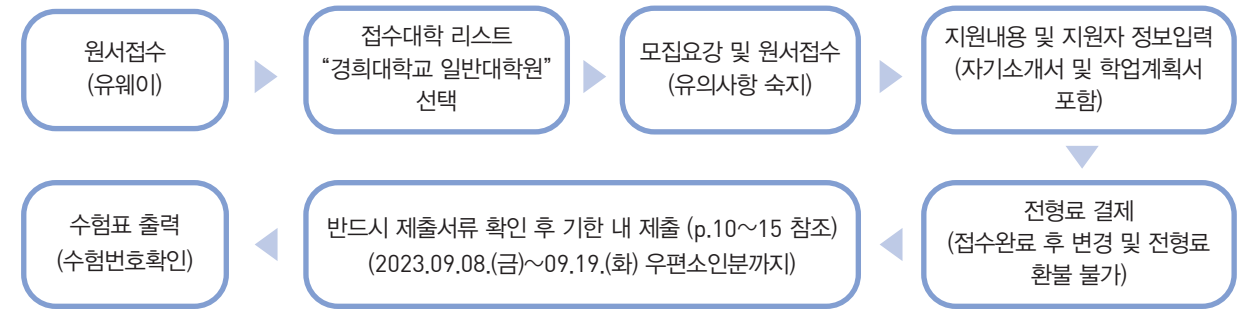 원서접수
(유웨이)
접수대학 리스트
“경희대학교 일반대학원”
선택
모집요강 및 원서접수
(유의사항 숙지)
지원내용 및 지원자 정보입력
(자기소개서 및 학업계획서
포함)
전형료 결제
(접수완료 후 변경 및 전형료
환불 불가)
반드시 제출서류 확인 후 기한 내 제출 (p.10~15 참조)
(2023.09.08.(금)~09.19.(화) 우편소인분까지)
수험표 출력
(수험번호확인)